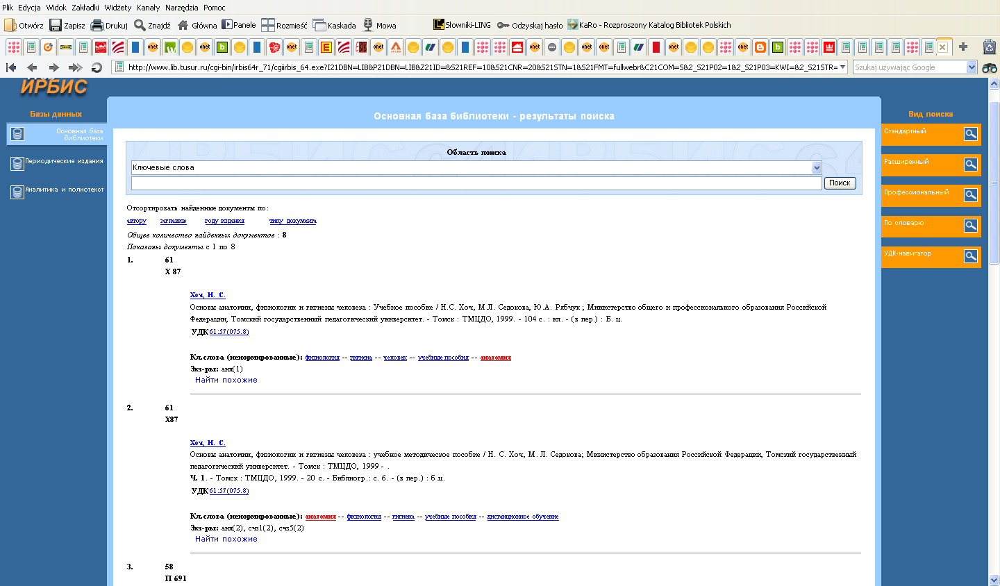 Plik Edycja Widok Zakładki Widżety Kanały Narzędzia Pomoc
Otwórz Zapisz Drukuj Znajdź Główna Panele Rozmieść Kaskada Mowa Słowniki-LING Odzyskaj hasło KaRo - Rozproszony Katalog Bibliotek Polskich
http://www.lib.tusur.ru/cgi-bin/irbis64r_71/cgiirbis_64.exe?I21DBN=LIB&P21DBN=LIB&Z21ID=&S21REF=10&S21CNR=20&S21STN=1&S21FMT=fullwebr&C21COM=S&2_S21P02=1&2_S21P03=KWI=&2_S21STR= Szukaj używając Google
ИРБИС
Базы данных
Основная база библиотеки - результаты поиска
Вид поиска
Основная база
библиотеки
Периодические издания
Аналитика и полнотекст
Стандартный
Расширенный
Профессиональный
По словарю
УДК-навигатор
Область поиска
Ключевые слова
Поиск
Отсортировать найденные документы по:
автору заглавию году издания типу документа
Общее количество найденных документов : 8
Показаны документы с 1 по 8
1. 61
Х 87
Хоч, Н. С.
Основы анатомии, физиологии и гигиены человека : Учебное пособие / Н.С. Хоч, М.Л. Седокова, Ю.А. Рябчук ; Министерство общего и профессионального образования Российской
Федерации, Томский государственный педагогический университет. - Томск : ТМЦДО, 1999. - 104 с. : ил. - (в пер.) : Б. ц.
УДК 61:57(075.8)
Кл.слова (ненормированные): физиология -- гигиена -- человек -- учебные пособия -- анатомия
Экз-ры: анл(1)
Найти похожие
2. 61
Х87
Хоч, Н. С.
Основы анатомии, физиологии и гигиены человека : учебное методическое пособие / Н. С. Хоч, М. Л. Седокова; Министерство образования Российской Федерации, Томский государственный
педагогический университет. - Томск : ТМЦДО, 1999 - .
Ч. 1. - Томск : ТМЦДО, 1999. - 20 с. - Библиогр.: с. 6. - (в пер.) : б.ц.
УДК 61:57(075.8)
Кл.слова (ненормированные): анатомия -- физиология -- гигиена -- учебные пособия -- дистанционное обучение
Экз-ры: анл(2), счз1(2), счз5(2)
Найти похожие
3. 58
П 691